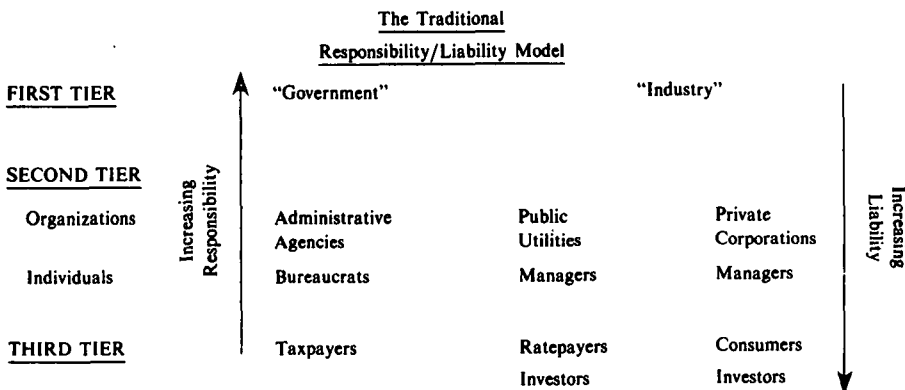 The Traditional
Responsibility/Liability Model
FIRST TIER "Government" "Industry"
SECOND TIER
Organizations Administrative Public Private
Agencies Utilities Corporations
Individuals Bureaucrats Managers Managers
THIRD TIER Taxpayers Ratepayers Consumers
Investors Investors
Increasing
Responsibility
Increasing
Liability